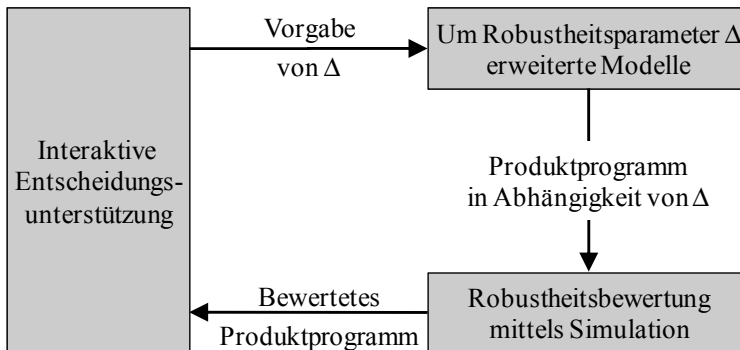 Vorgabe
von Δ
Um Robustheitsparameter Δ
erweiterte Modelle
Interaktive
Entscheidungs-
unterstützung
Produktprogramm
in Abhängigkeit von Δ
Bewertetes
Produktprogramm
Robustheitsbewertung
mittels Simulation